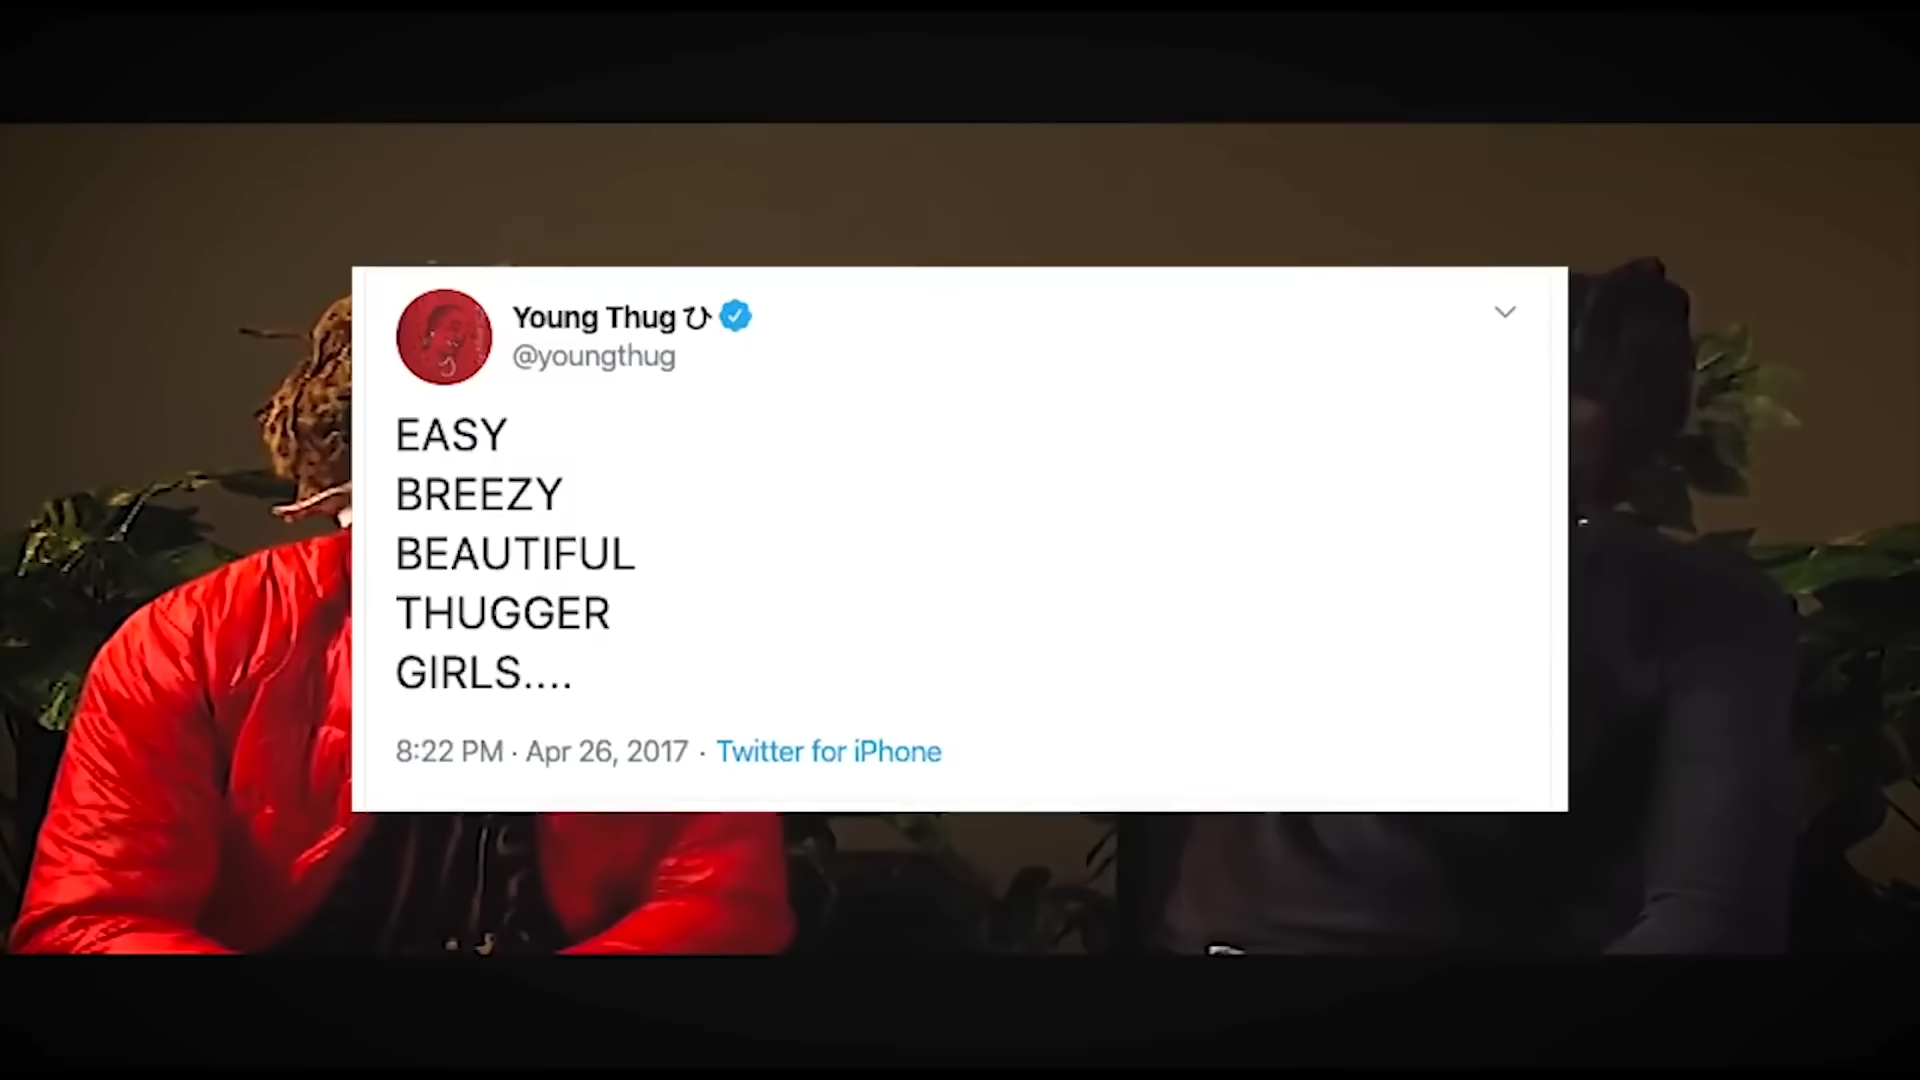 Young Thug ひ
@youngthug
EASY
BREEZY
BEAUTIFUL
THUGGER
GIRLS....
8:22 PM · Apr 26, 2017 · Twitter for iPhone